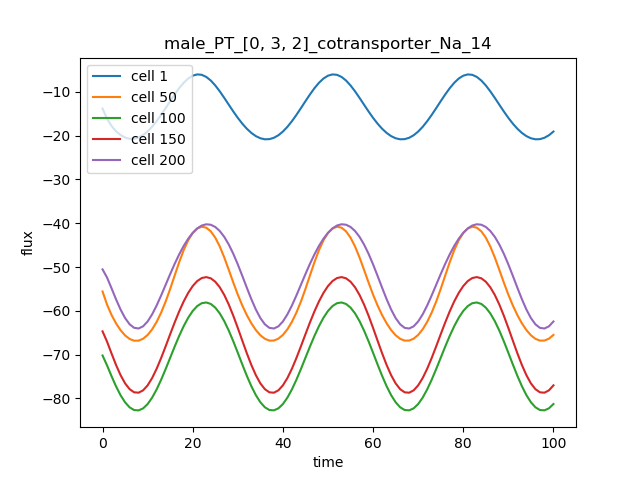 male_PT_[0, 3, 2]_cotransporter_Na_14
cell 1
cell 50
cell 100
cell 150
cell 200
flux
−10
−20
−30
−40
−50
−60
−70
−80
0 20 40 60 80 100
time